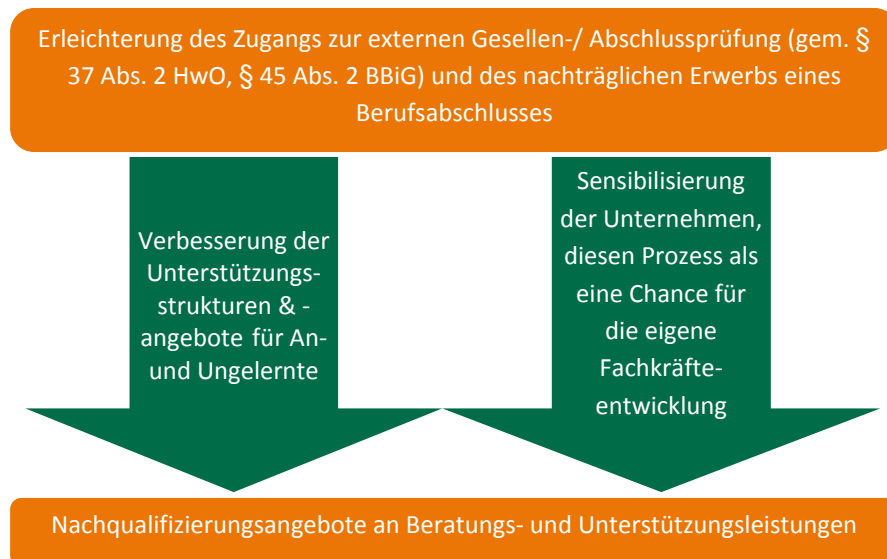 Erleichterung des Zugangs zur externen Gesellen-/ Abschlussprüfung (gem. §
37 Abs. 2 HwO, § 45 Abs. 2 BBiG) und des nachträglichen Erwerbs eines
Berufsabschlusses
Verbesserung der
Unterstützungs-
strukturen & -
angebote für An-
und Ungelernte
Sensibilisierung
der Unternehmen,
diesen Prozess als
eine Chance für
die eigene
Fachkräfte-
entwicklung
Nachqualifizierungsangebote an Beratungs- und Unterstützungsleistungen